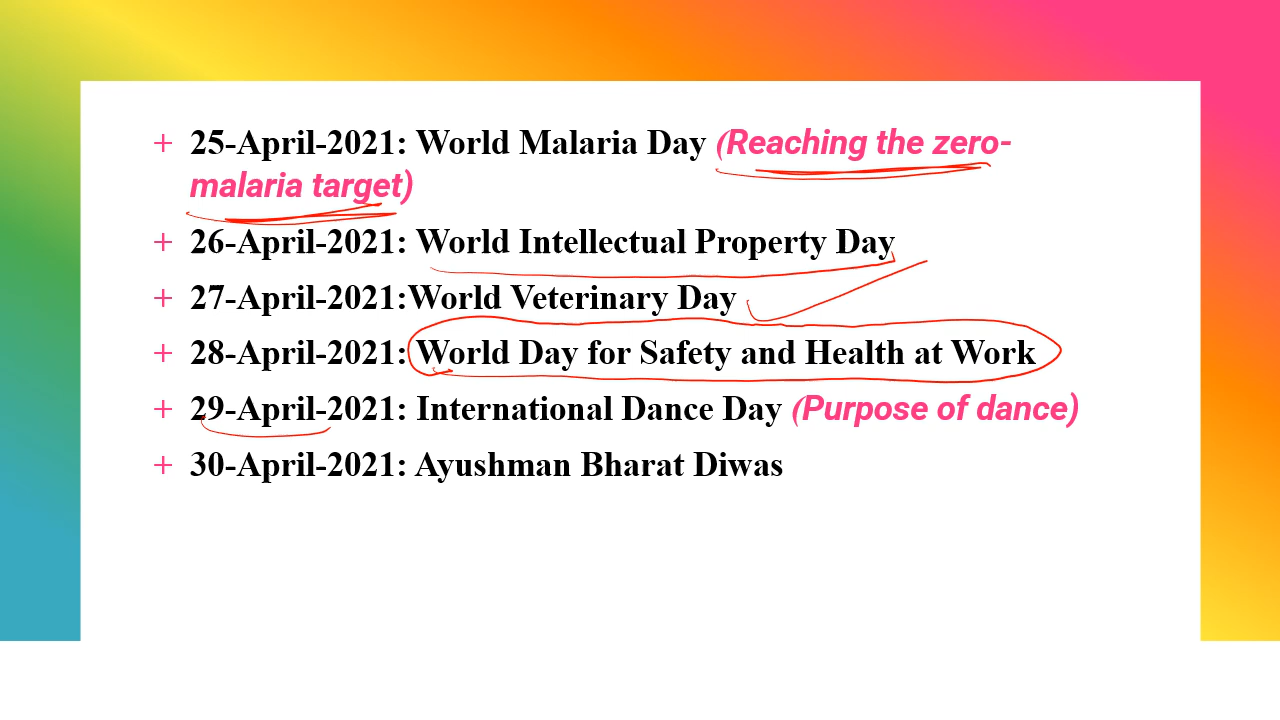 + 25-April-2021: World Malaria Day (Reaching the zero-
malaria target)
+ 26-April-2021: World Intellectual Property Day
+ 27-April-2021:World Veterinary Day
+ 28-April-2021: World Day for Safety and Health at Work
+ 29-April-2021: International Dance Day (Purpose of dance)
+ 30-April-2021: Ayushman Bharat Diwas